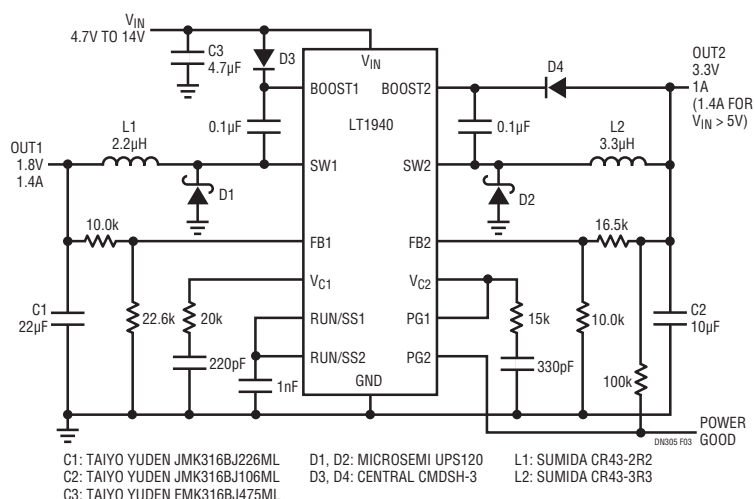 VIN
4.7V TO 14V
C3
4.7µF
D3
VIN
BOOST1
BOOST2
D4
OUT2
3.3V
1A
(1.4A FOR
VIN > 5V)
LT1940
0.1µF
0.1µF
L1
2.2µH
L2
3.3µH
OUT1
1.8V
1.4A
SW1
SW2
D1
D2
10.0k
FB1
FB2
16.5k
VC1
VC2
C1
22µF
22.6k
20k
RUN/SS1
PG1
15k
10.0k
C2
10µF
220pF
RUN/SS2
PG2
330pF
1nF
GND
100k
POWER
GOOD
DN305 F03
C1: TAIYO YUDEN JMK316BJ226ML
C2: TAIYO YUDEN JMK316BJ106ML
C3: TAIYO YUDEN EMK316BJ475ML
D1, D2: MICROSEMI UPS120
D3, D4: CENTRAL CMDSH-3
L1: SUMIDA CR43-2R2
L2: SUMIDA CR43-3R3